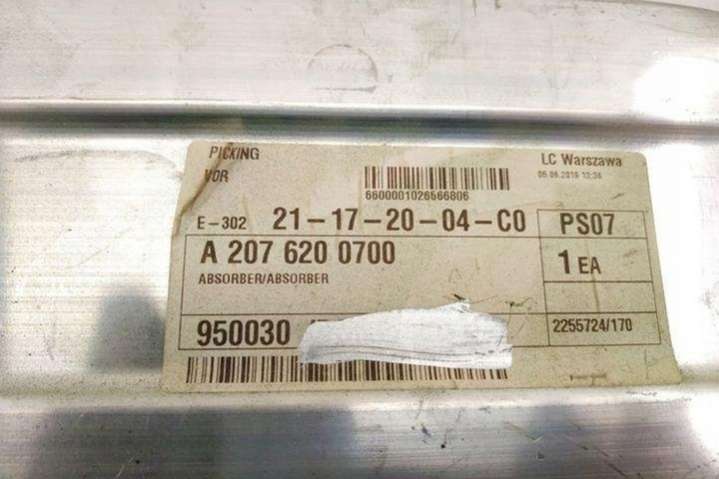 PICKING
LC Warszawa
VOR
6600001026566806
E-302 21-17-20-04-C0 PS07
A 207 620 0700
1 EA
ABSORBER/ABSORBER
950030
2255724/170